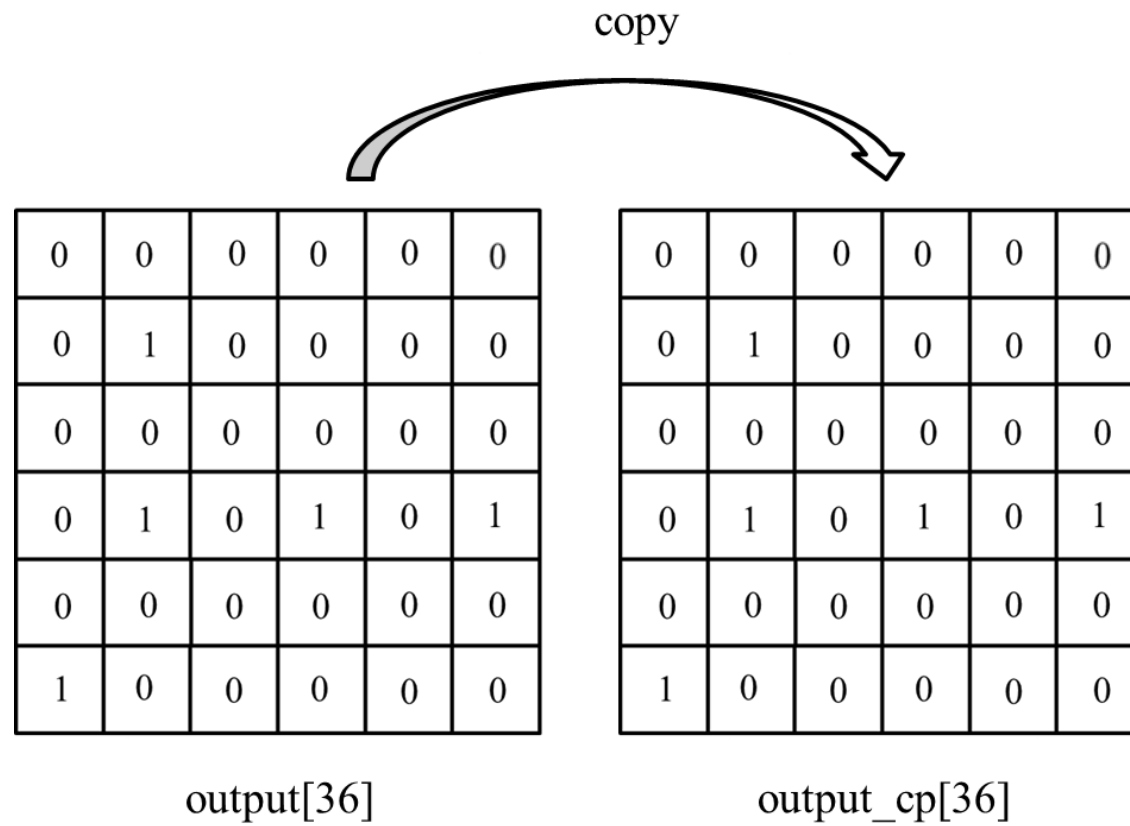 copy
0 0 0 0 0 0 0 0 0 0 0 0
0 1 0 0 0 0 0 1 0 0 0 0
0 0 0 0 0 0 0 0 0 0 0 0
0 1 0 1 0 1 0 1 0 1 0 1
0 0 0 0 0 0 0 0 0 0 0 0
1 0 0 0 0 0 1 0 0 0 0 0
output[36] output_cp[36]